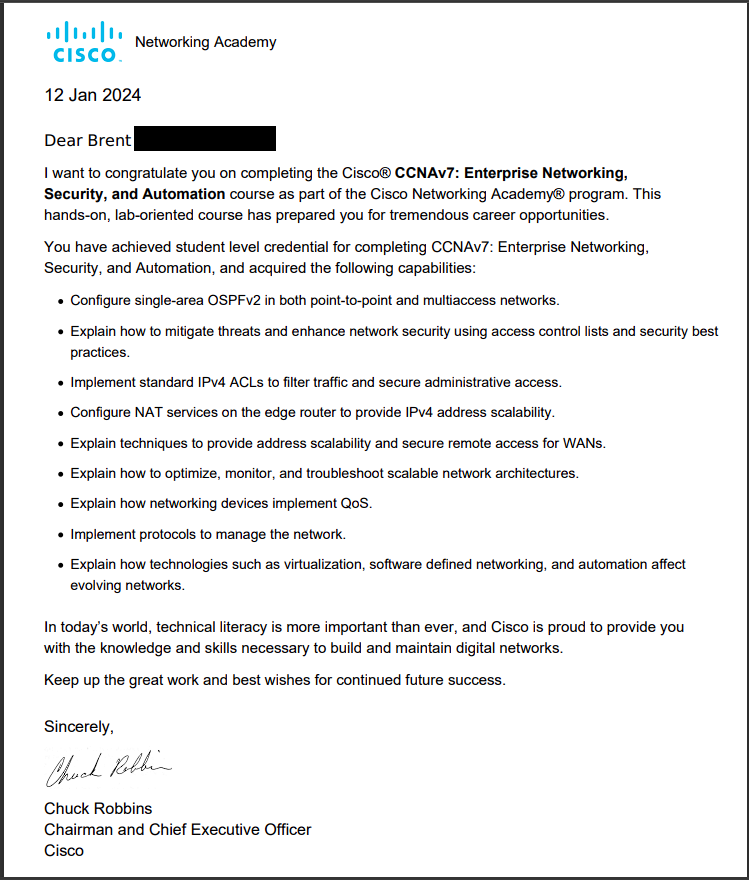 CISCO Networking Academy
12 Jan 2024
Dear Brent
I want to congratulate you on completing the Cisco® CCNAv7: Enterprise Networking,
Security, and Automation course as part of the Cisco Networking Academy® program. This
hands-on, lab-oriented course has prepared you for tremendous career opportunities.
You have achieved student level credential for completing CCNAv7: Enterprise Networking,
Security, and Automation, and acquired the following capabilities:
• Configure single-area OSPFv2 in both point-to-point and multiaccess networks.
• Explain how to mitigate threats and enhance network security using access control lists and security best
practices.
• Implement standard IPv4 ACLs to filter traffic and secure administrative access.
• Configure NAT services on the edge router to provide IPv4 address scalability.
• Explain techniques to provide address scalability and secure remote access for WANs.
• Explain how to optimize, monitor, and troubleshoot scalable network architectures.
• Explain how networking devices implement QoS.
• Implement protocols to manage the network.
• Explain how technologies such as virtualization, software defined networking, and automation affect
evolving networks.
In today's world, technical literacy is more important than ever, and Cisco is proud to provide you
with the knowledge and skills necessary to build and maintain digital networks.
Keep up the great work and best wishes for continued future success.
Sincerely,
Chuck Robbins
Chuck Robbins
Chairman and Chief Executive Officer
Cisco